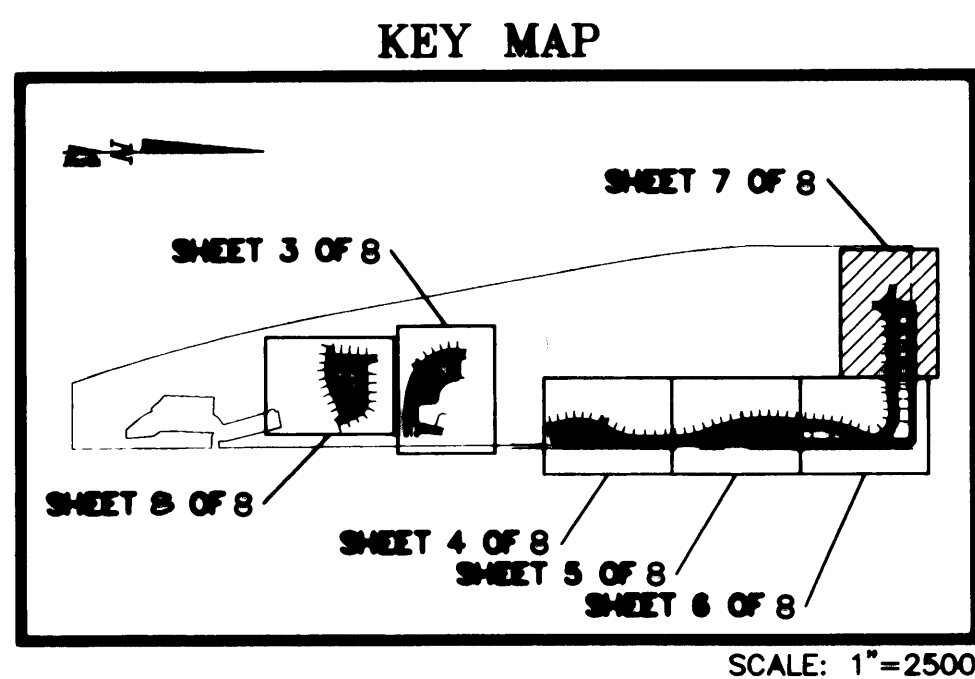 KEY MAP
N
SHEET 7 OF 8
SHEET 3 OF 8
SHEET 8 OF 8
SHEET 4 OF 8
SHEET 5 OF 8
SHEET 6 OF 8
SCALE: 1"=2500